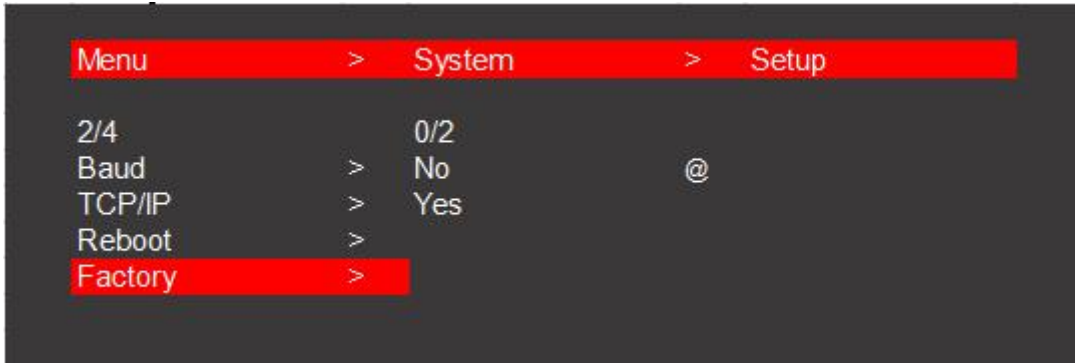 Menu > System > Setup
2/4 0/2
Baud > No @
TCP/IP > Yes
Reboot >
Factory >